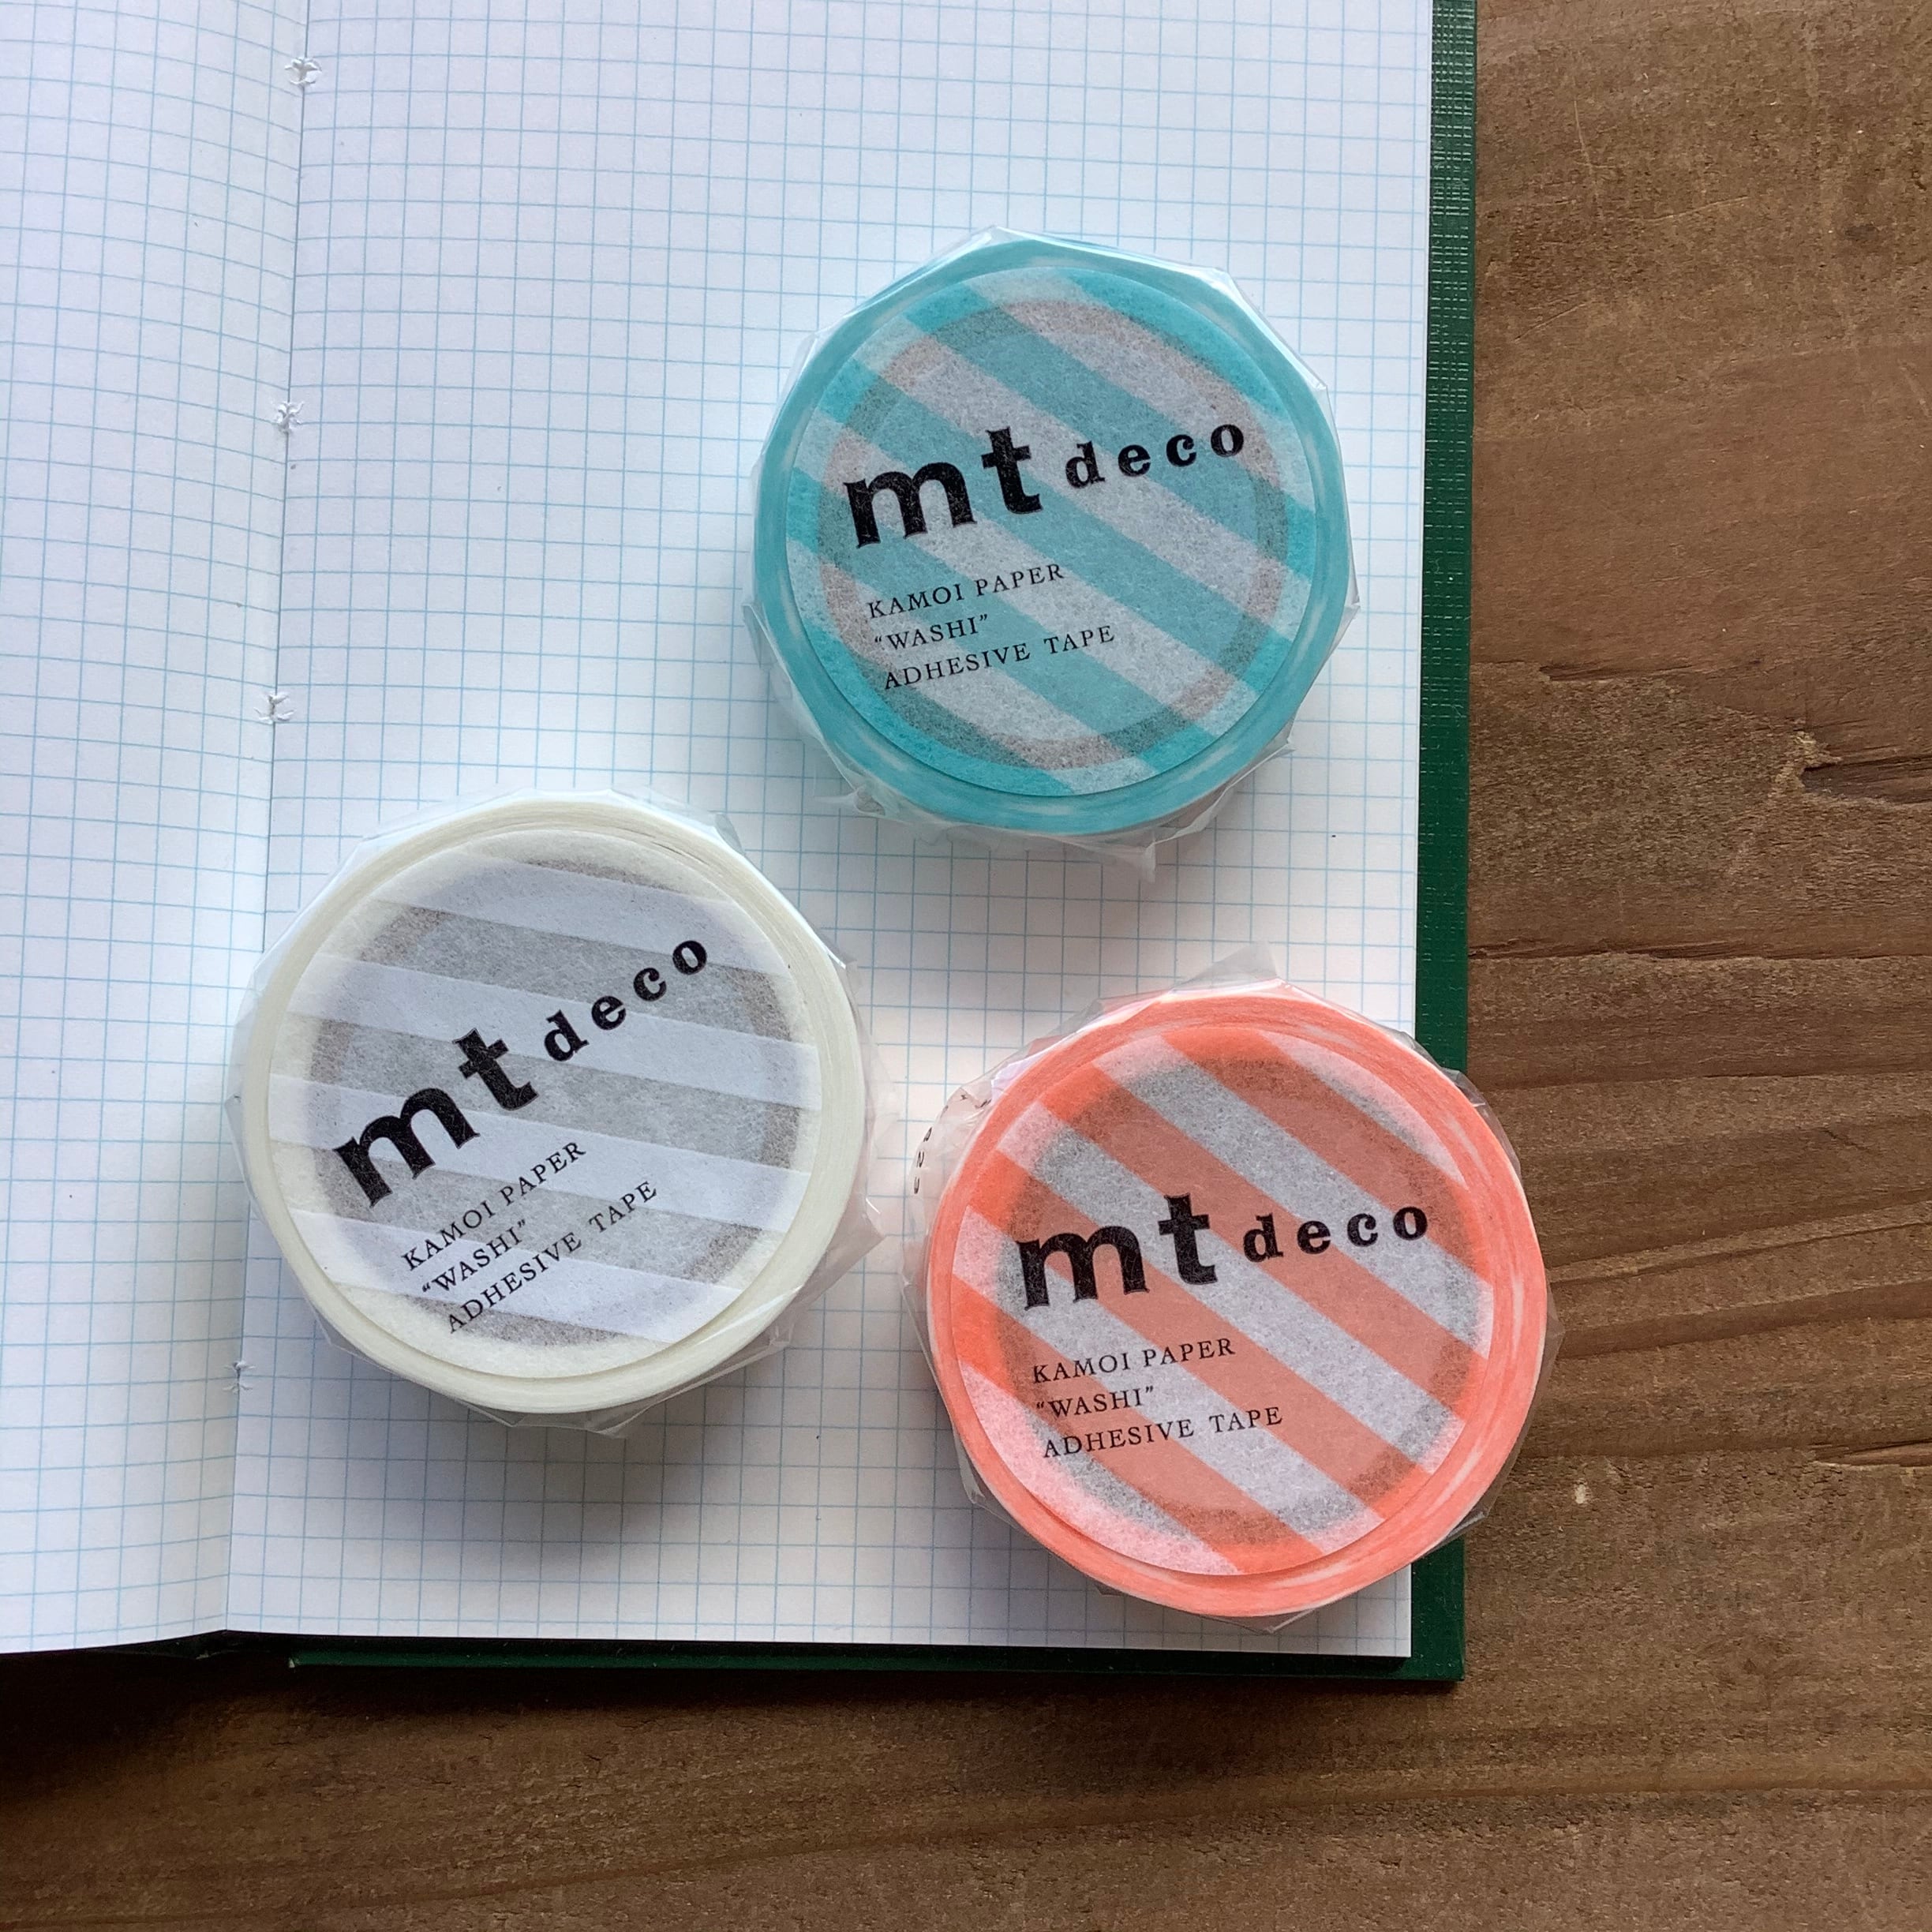 mt deco
KAMOI PAPER
“WASHI”
ADHESIVE TAPE
mt deco
KAMOI PAPER
“WASHI”
ADHESIVE TAPE
mt deco
KAMOI PAPER
“WASHI”
ADHESIVE TAPE